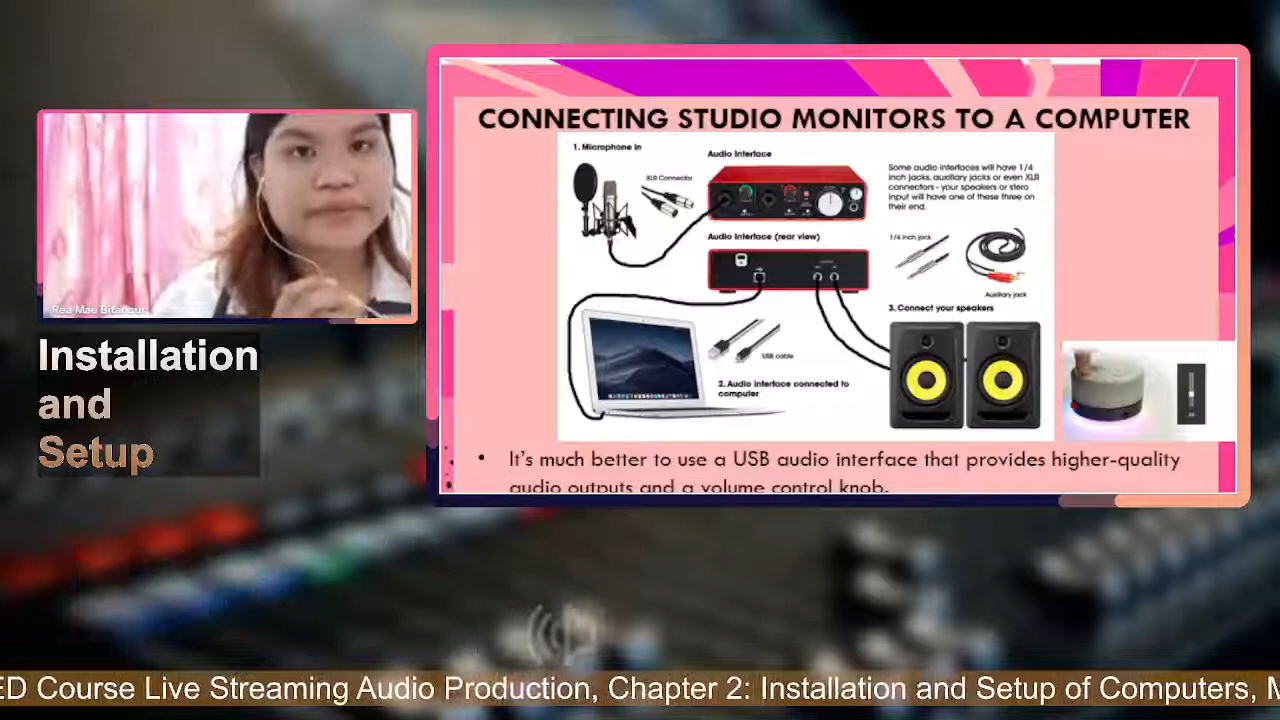 CONNECTING STUDIO MONITORS TO A COMPUTER
1. Microphone in
XLR Connector
Audio Interface
Some audio interfaces will have 1/4
inch jacks, auxiliary jacks or even XLR
connectors - your speakers or stero
input will have one of these three on
their end.
Audio Interface (rear view)
1/4 inch jack
Auxiliary jack
3. Connect your speakers
USB cable
2. Audio interface connected to
computer
• It's much better to use a USB audio interface that provides higher-quality
audio outputs and a volume control knob.
Rea Mae
Installation
and
Setup
ED Course Live Streaming Audio Production, Chapter 2: Installation and Setup of Computers, M